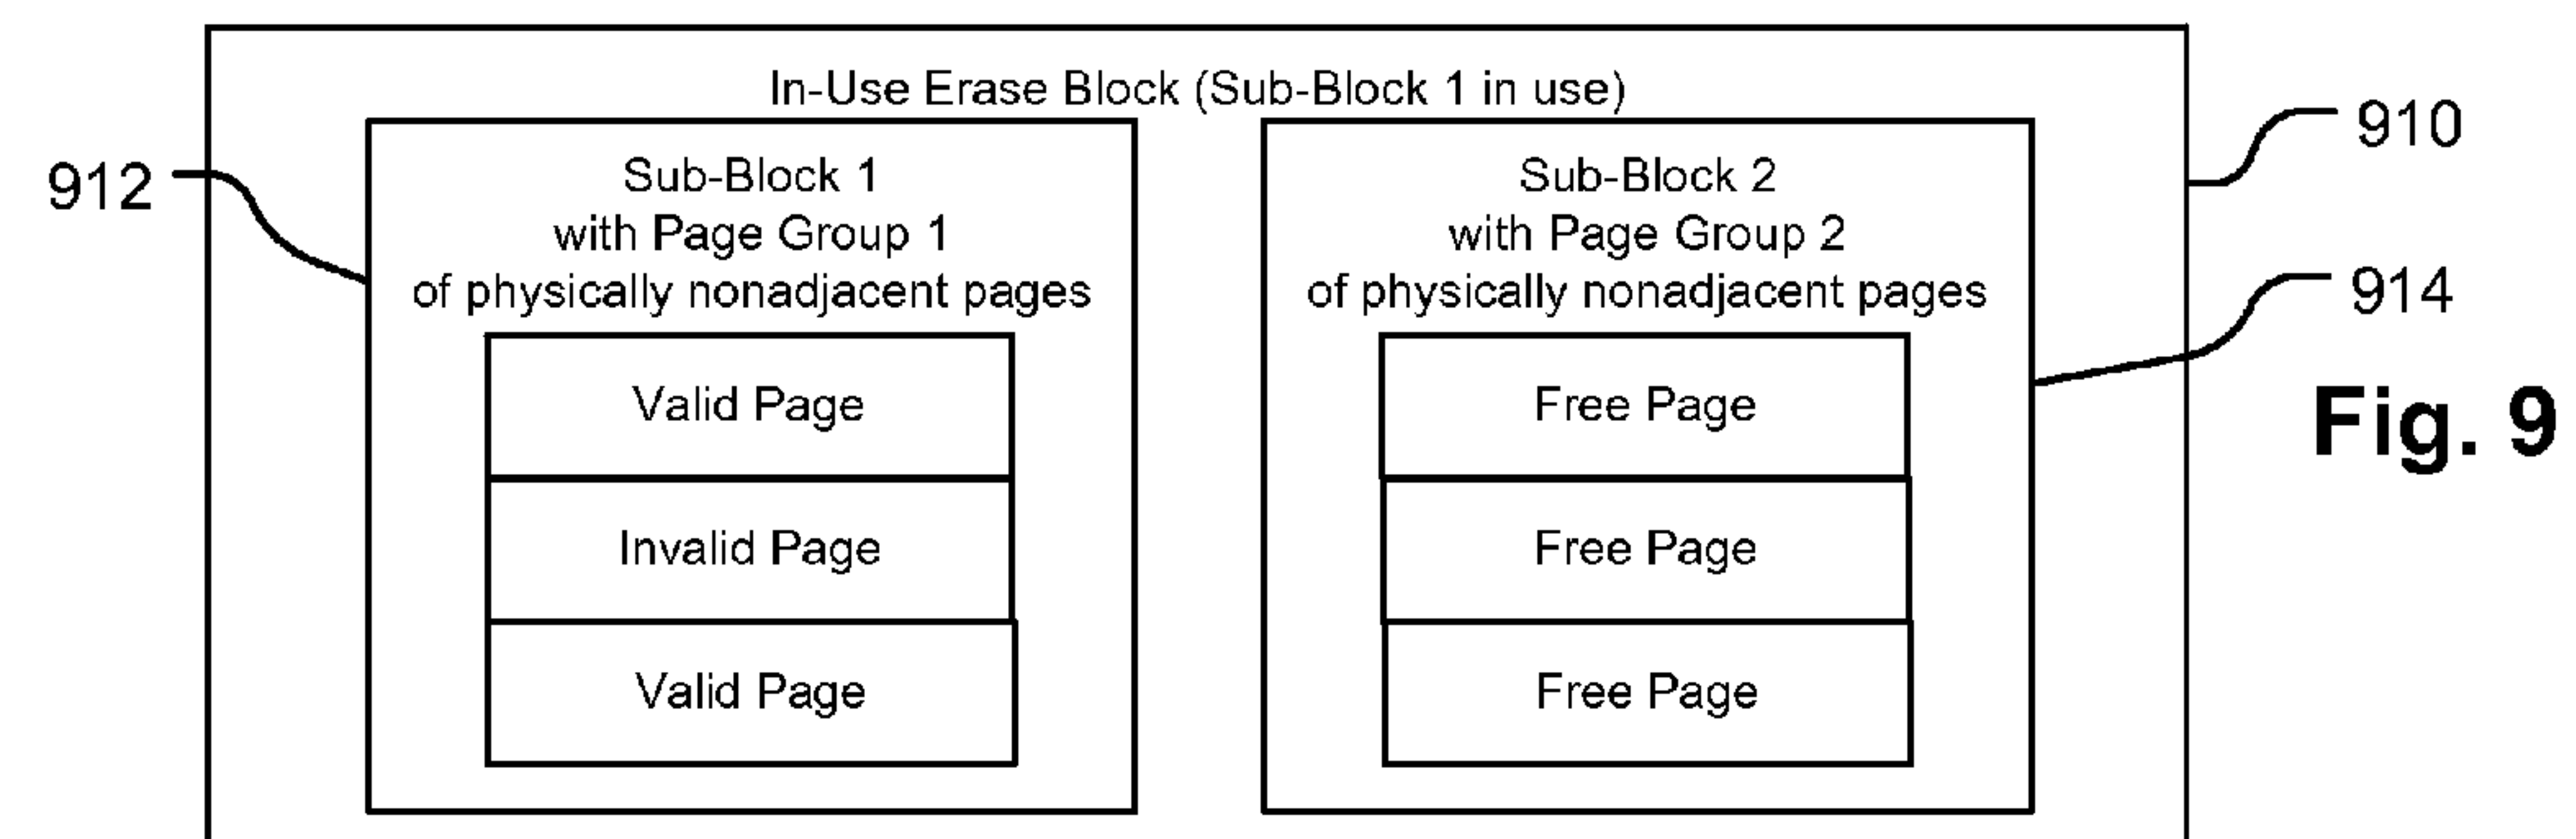 In-Use Erase Block (Sub-Block 1 in use)
910
912
Sub-Block 1
with Page Group 1
of physically nonadjacent pages
Valid Page
Invalid Page
Valid Page
Sub-Block 2
with Page Group 2
of physically nonadjacent pages
Free Page
Free Page
Free Page
914
Fig. 9